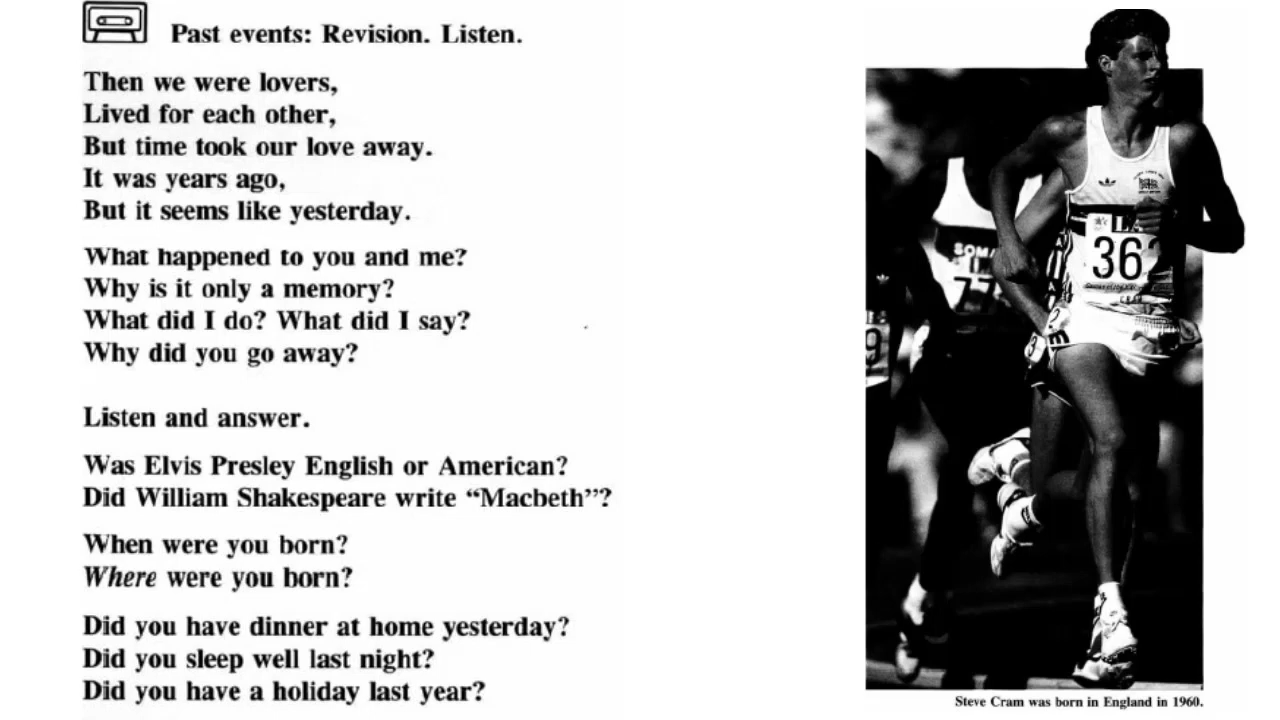 Past events: Revision. Listen.
Then we were lovers,
Lived for each other,
But time took our love away.
It was years ago,
But it seems like yesterday.
What happened to you and me?
Why is it only a memory?
What did I do? What did I say?
Why did you go away?
Listen and answer.
Was Elvis Presley English or American?
Did William Shakespeare write “Macbeth”?
When were you born?
Where were you born?
Did you have dinner at home yesterday?
Did you sleep well last night?
Did you have a holiday last year?
SOMA
77
9
36
Steve Cram was born in England in 1960.